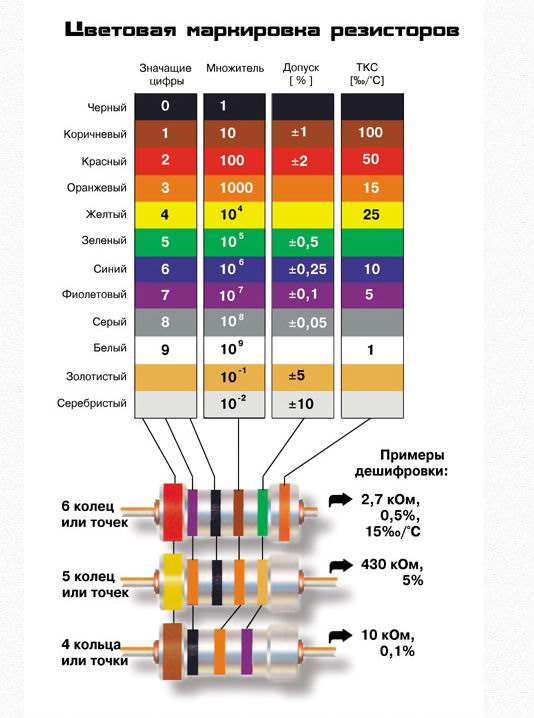 Цветовая маркировка резисторов
Значащие цифры Множитель Допуск [ % ] ТКС [‰/°C]
Черный 0 1
Коричневый 1 10 ±1 100
Красный 2 100 ±2 50
Оранжевый 3 1000 15
Желтый 4 10⁴ 25
Зеленый 5 10⁵ ±0,5
Синий 6 10⁶ ±0,25 10
Фиолетовый 7 10⁷ ±0,1 5
Серый 8 10⁸ ±0,05
Белый 9 10⁹ 1
Золотистый 10⁻¹ ±5
Серебристый 10⁻² ±10
Примеры
дешифровки:
6 колец
или точек
2,7 кОм,
0,5%,
15‰/°C
5 колец
или точек
430 кОм,
5%
4 кольца
или точки
10 кОм,
0,1%